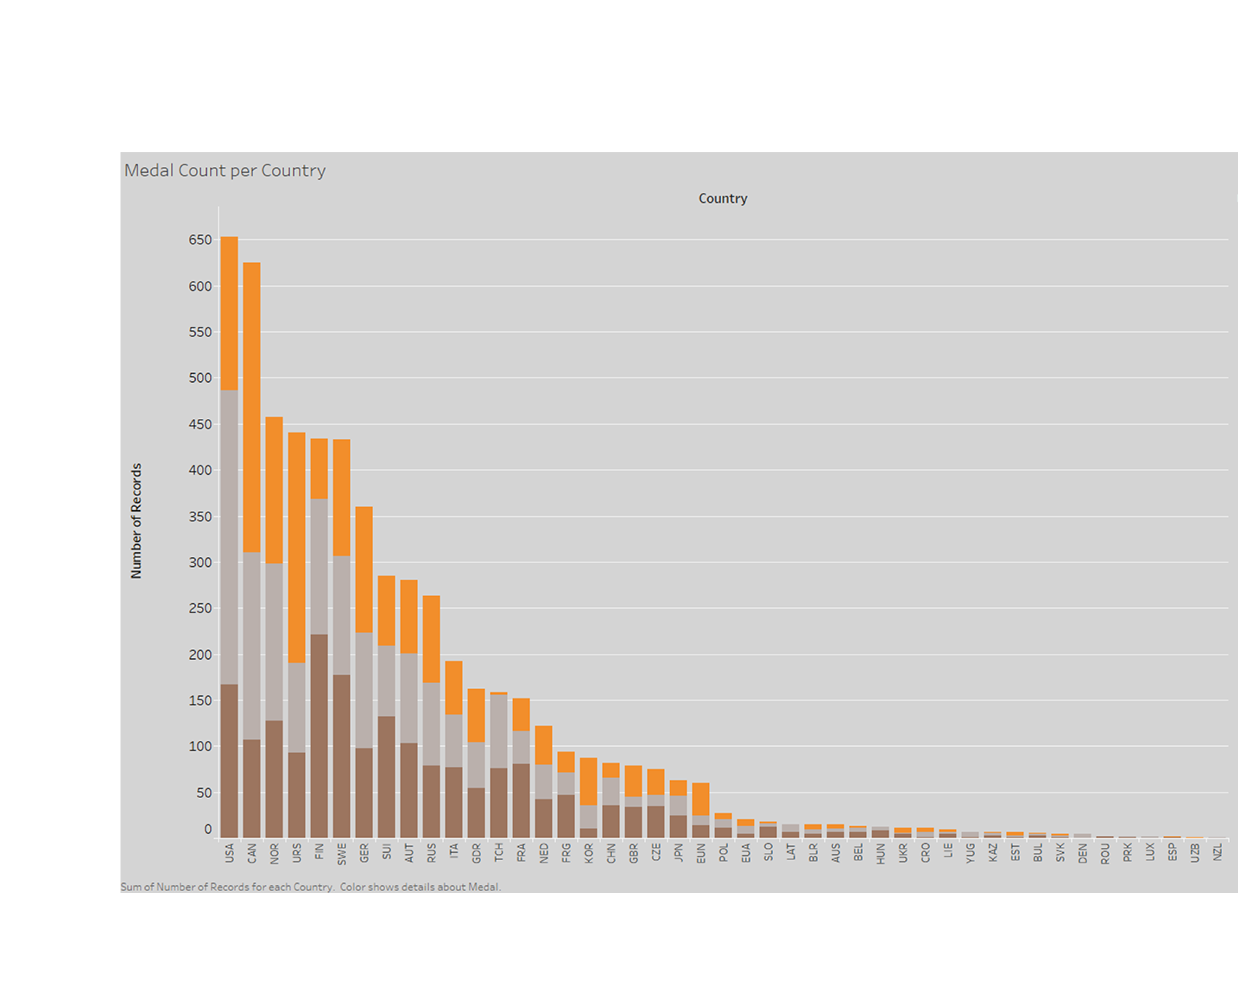 Medal Count per Country
Country
Number of Records
650
600
550
500
450
400
350
300
250
200
150
100
50
0
USA CAN NOR URS FIN SWE GER SUI AUT RUS ITA GDR TCH FRA NED FRG KOR CHN GBR CZE JPN EUN POL EUA SLO LAT BLR AUS BEL HUN UKR CRO LIE YUG KAZ EST BUL SVK DEN ROU PRK LUX ESP UZB NZL
Sum of Number of Records for each Country. Color shows details about Medal.